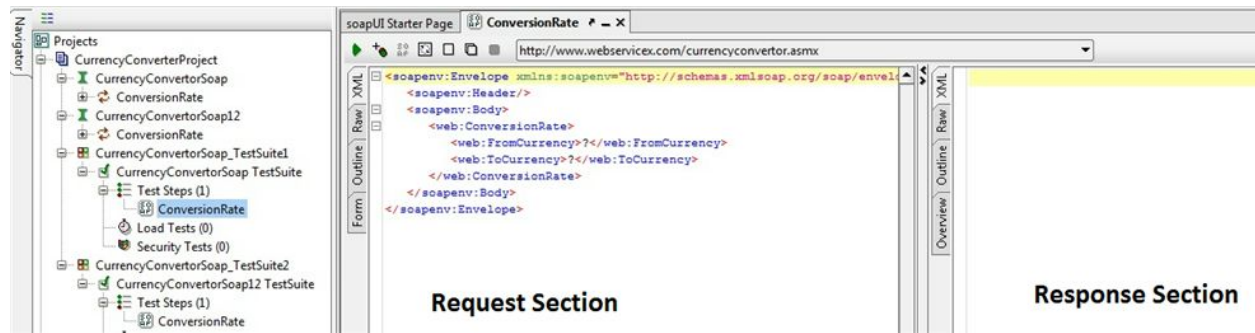 Navigator
Projects
CurrencyConverterProject
CurrencyConvertorSoap
ConversionRate
CurrencyConvertorSoap12
ConversionRate
CurrencyConvertorSoap_TestSuite1
CurrencyConvertorSoap TestSuite
Test Steps (1)
ConversionRate
Load Tests (0)
Security Tests (0)
CurrencyConvertorSoap_TestSuite2
CurrencyConvertorSoap12 TestSuite
Test Steps (1)
ConversionRate
soapUI Starter Page
ConversionRate
http://www.webservicex.com/currencyconvertor.asmx
XML
Raw
Outline
Form
<soapenv:Envelope xmlns:soapenv="http://schemas.xmlsoap.org/soap/envelo
<soapenv:Header/>
<soapenv:Body>
<web:ConversionRate>
<web:FromCurrency>?</web:FromCurrency>
<web:ToCurrency>?</web:ToCurrency>
</web:ConversionRate>
</soapenv:Body>
</soapenv:Envelope>
Request Section
XML
Raw
Outline
Overview
Response Section